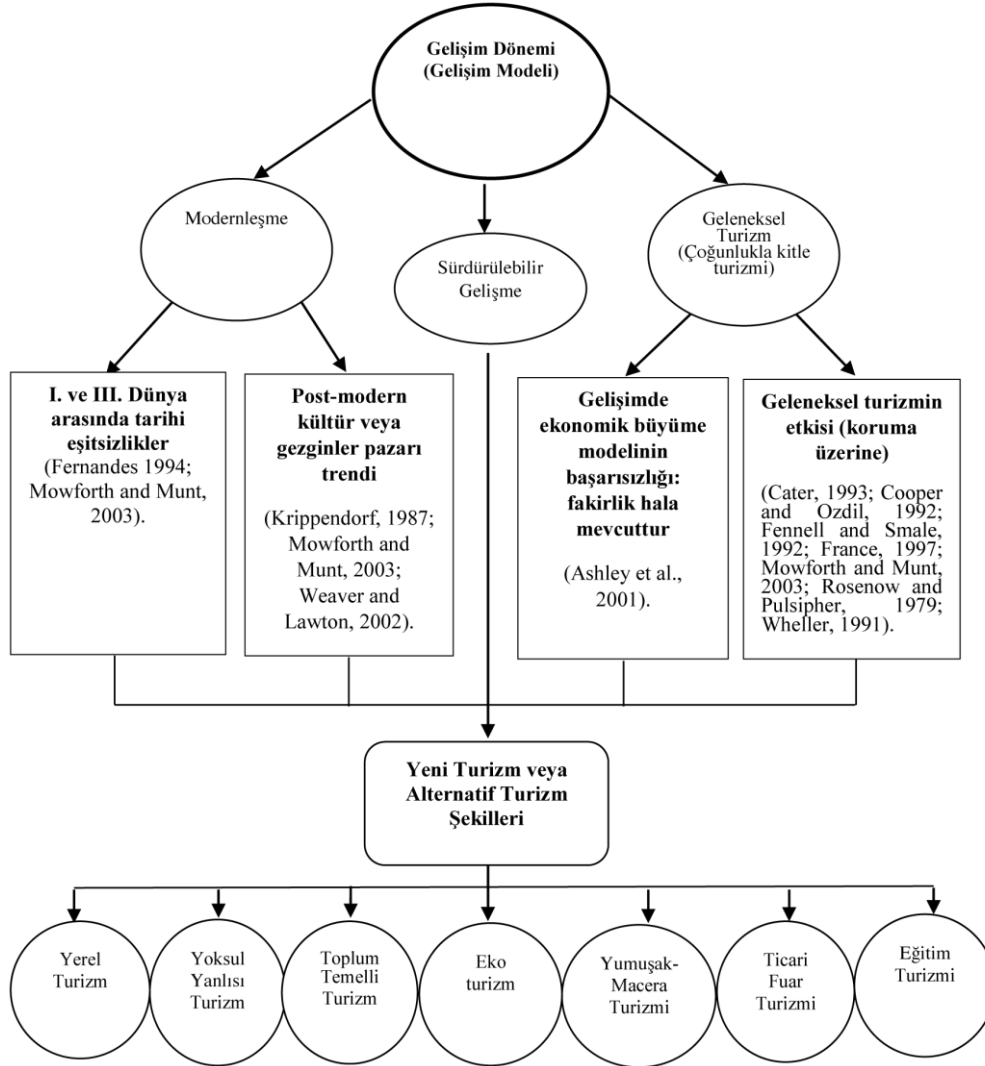 Gelişim Dönemi
(Gelişim Modeli)
Modernleşme
Sürdürülebilir
Gelişme
Geleneksel
Turizm
(Çoğunlukla kitle
turizmi)
I. ve III. Dünya
arasında tarihi
eşitsizlikler
(Fernandes 1994;
Mowforth and Munt,
2003).
Post-modern
kültür veya
gezginler pazarı
trendi
(Krippendorf, 1987;
Mowforth and
Munt, 2003;
Weaver and
Lawton, 2002).
Gelişimde
ekonomik büyüme
modelinin
başarısızlığı:
fakirlik hala
mevcuttur
(Ashley et al.,
2001).
Geleneksel turizmin
etkisi (koruma
üzerine)
(Cater, 1993; Cooper
and Ozdil, 1992;
Fennell and Smale,
1992; France, 1997;
Mowforth and Munt,
2003; Rosenow and
Pulsipher, 1979;
Wheller, 1991).
Yeni Turizm veya
Alternatif Turizm
Şekilleri
Yerel
Turizm
Yoksul
Yanlısı
Turizm
Toplum
Temelli
Turizm
Eko
turizm
Yumuşak-
Macera
Turizmi
Ticari
Fuar
Turizmi
Eğitim
Turizmi